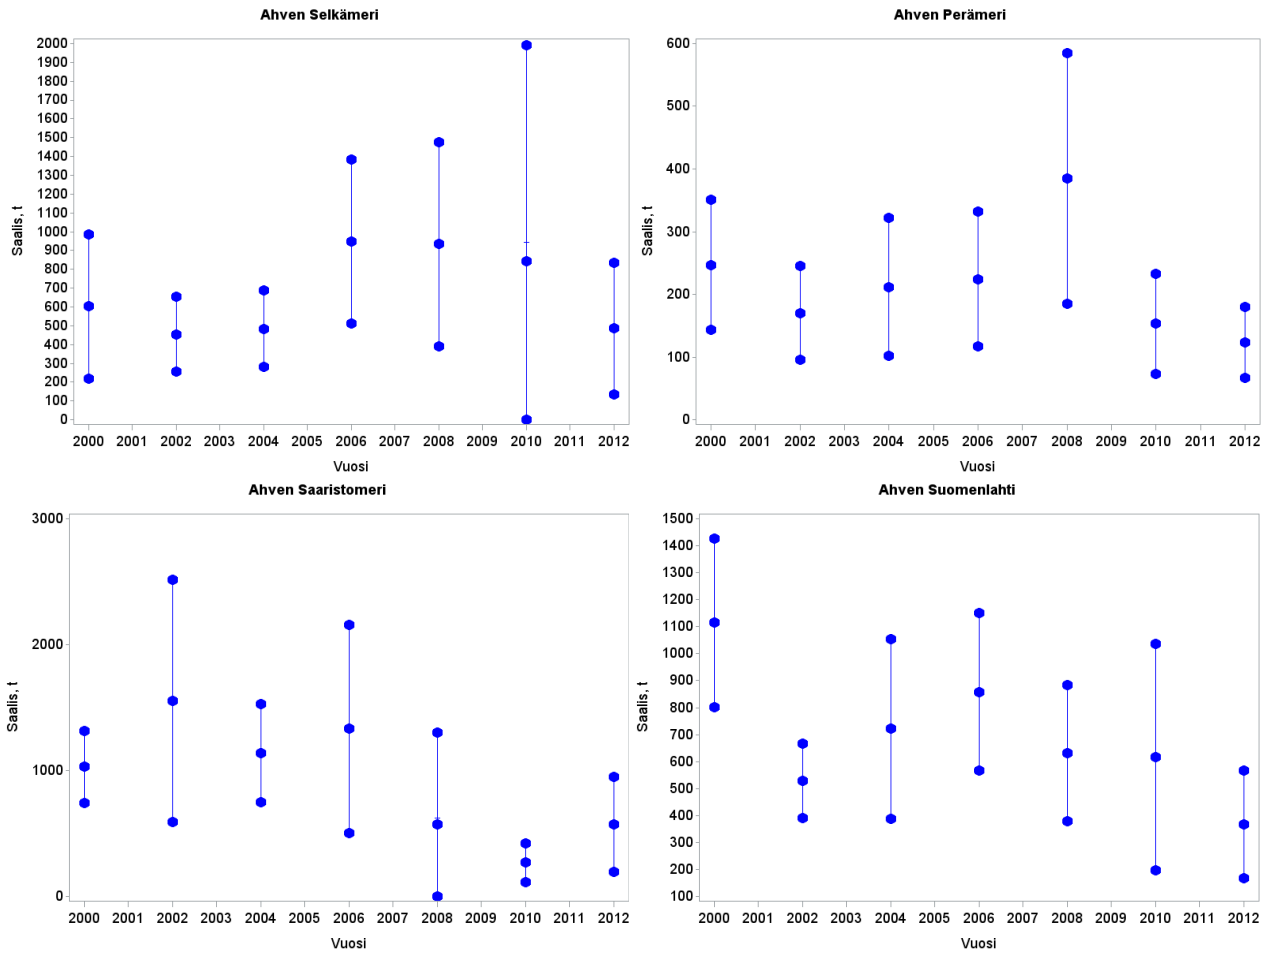 Ahven Selkämeri
2000
1900
1800
1700
1600
1500
1400
1300
1200
1100
1000
900
800
700
600
500
400
300
200
100
0
Saalis, t
2000 2001 2002 2003 2004 2005 2006 2007 2008 2009 2010 2011 2012
Vuosi
Ahven Perämeri
600
500
400
300
200
100
0
Saalis, t
2000 2001 2002 2003 2004 2005 2006 2007 2008 2009 2010 2011 2012
Vuosi
Ahven Saaristomeri
3000
2000
1000
0
Saalis, t
2000 2001 2002 2003 2004 2005 2006 2007 2008 2009 2010 2011 2012
Vuosi
Ahven Suomenlahti
1500
1400
1300
1200
1100
1000
900
800
700
600
500
400
300
200
100
Saalis, t
2000 2001 2002 2003 2004 2005 2006 2007 2008 2009 2010 2011 2012
Vuosi